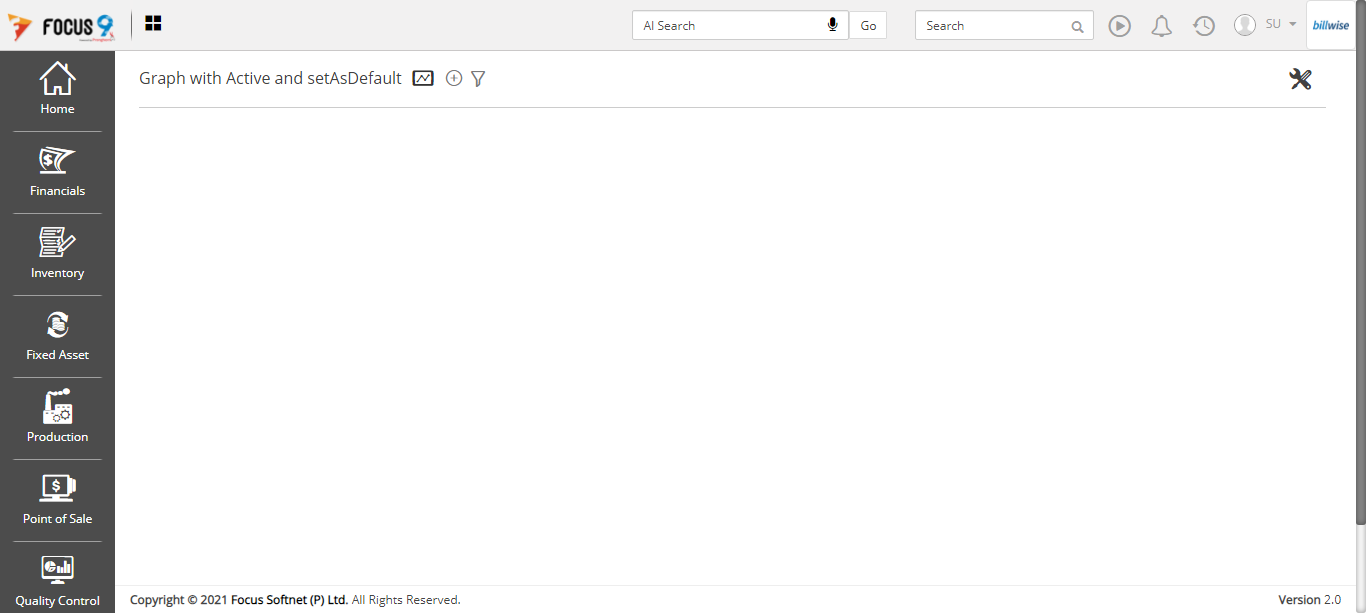 FOCUS 9
AI Search
Go
Search
SU
billwise
Graph with Active and setAsDefault
Home
Financials
Inventory
Fixed Asset
Production
Point of Sale
Quality Control
Copyright © 2021 Focus Softnet (P) Ltd. All Rights Reserved.
Version 2.0